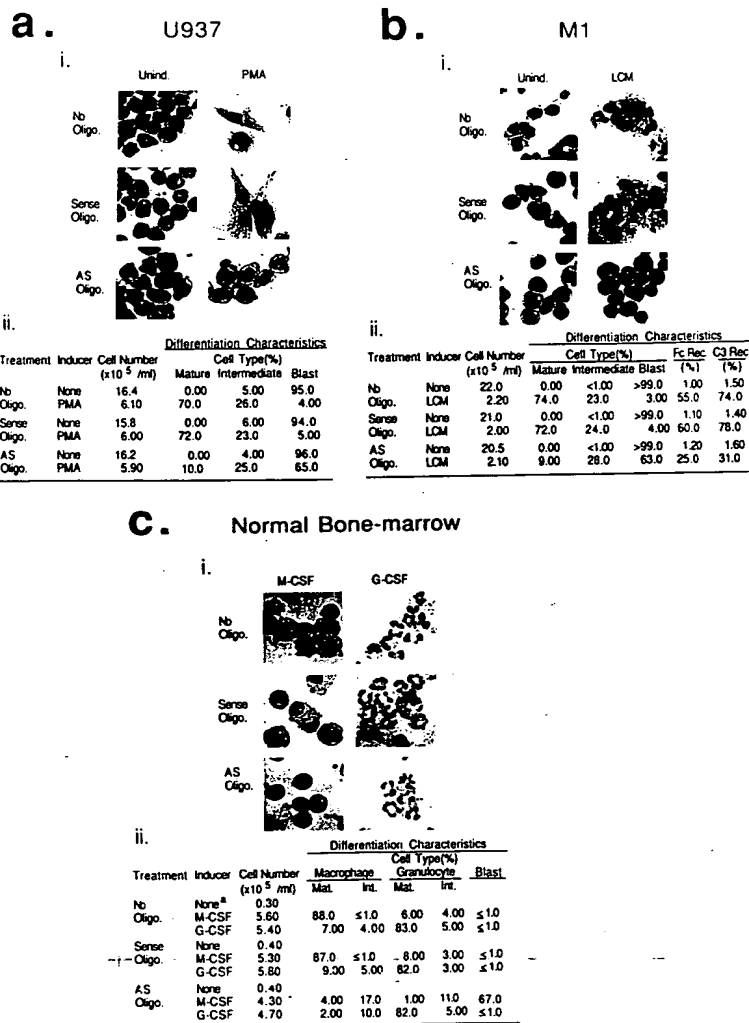 a. U937
i.
Unind. PMA
No Oligo.
Sense Oligo.
AS Oligo.
ii.
Differentiation Characteristics
Treatment Inducer Cell Number Cell Type(%)
(x10 5 /ml) Mature Intermediate Blast
No None 16.4 0.00 5.00 95.0
Oligo. PMA 6.10 70.0 26.0 4.00
Sense None 15.8 0.00 6.00 94.0
Oligo. PMA 6.00 72.0 23.0 5.00
AS None 16.2 0.00 4.00 96.0
Oligo. PMA 5.90 10.0 25.0 65.0
b. M1
i.
Unind. LCM
No Oligo.
Sense Oligo.
AS Oligo.
ii.
Differentiation Characteristics
Treatment Inducer Cell Number Cell Type(%) Fc Rec C3 Rec
(x10 5 /ml) Mature Intermediate Blast (%) (%)
No None 22.0 0.00 <1.00 >99.0 1.00 1.50
Oligo. LCM 2.20 74.0 23.0 3.00 55.0 74.0
Sense None 21.0 0.00 <1.00 >99.0 1.10 1.40
Oligo. LCM 2.00 72.0 24.0 4.00 60.0 78.0
AS None 20.5 0.00 <1.00 >99.0 1.20 1.60
Oligo. LCM 2.10 9.00 28.0 63.0 25.0 31.0
c. Normal Bone-marrow
i.
M-CSF G-CSF
No Oligo.
Sense Oligo.
AS Oligo.
ii.
Differentiation Characteristics
Cell Type(%)
Treatment Inducer Cell Number Macrophage Granulocyte Blast
(x10 5 /ml) Mat. Int. Mat. Int.
No None a 0.30
Oligo. M-CSF 5.60 88.0 ≤1.0 6.00 4.00 ≤1.0
G-CSF 5.40 7.00 4.00 83.0 5.00 ≤1.0
Sense None 0.40
Oligo. M-CSF 5.30 87.0 ≤1.0 8.00 3.00 ≤1.0
G-CSF 5.80 9.00 5.00 82.0 3.00 ≤1.0
AS None 0.40
Oligo. M-CSF 4.30 4.00 17.0 1.00 11.0 67.0
G-CSF 4.70 2.00 10.0 82.0 5.00 ≤1.0